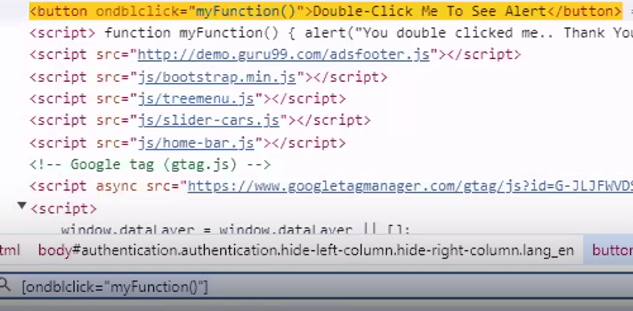 <button ondblclick="myFunction()">Double-Click Me To See Alert</button>
<script> function myFunction() { alert("You double clicked me.. Thank You
<script src="http://demo.guru99.com/adsfooter.js"></script>
<script src="js/bootstrap.min.js"></script>
<script src="js/treemenu.js"></script>
<script src="js/slider-cars.js"></script>
<script src="js/home-bar.js"></script>
<!-- Google tag (gtag.js) -->
<script async src="https://www.googletagmanager.com/gtag/js?id=G-JLJFWVDS
<script>
window.dataLayer = window.dataLayer || [];
tml body#authentication.authentication.hide-left-column.hide-right-column.lang_en button
[ondblclick="myFunction()"]